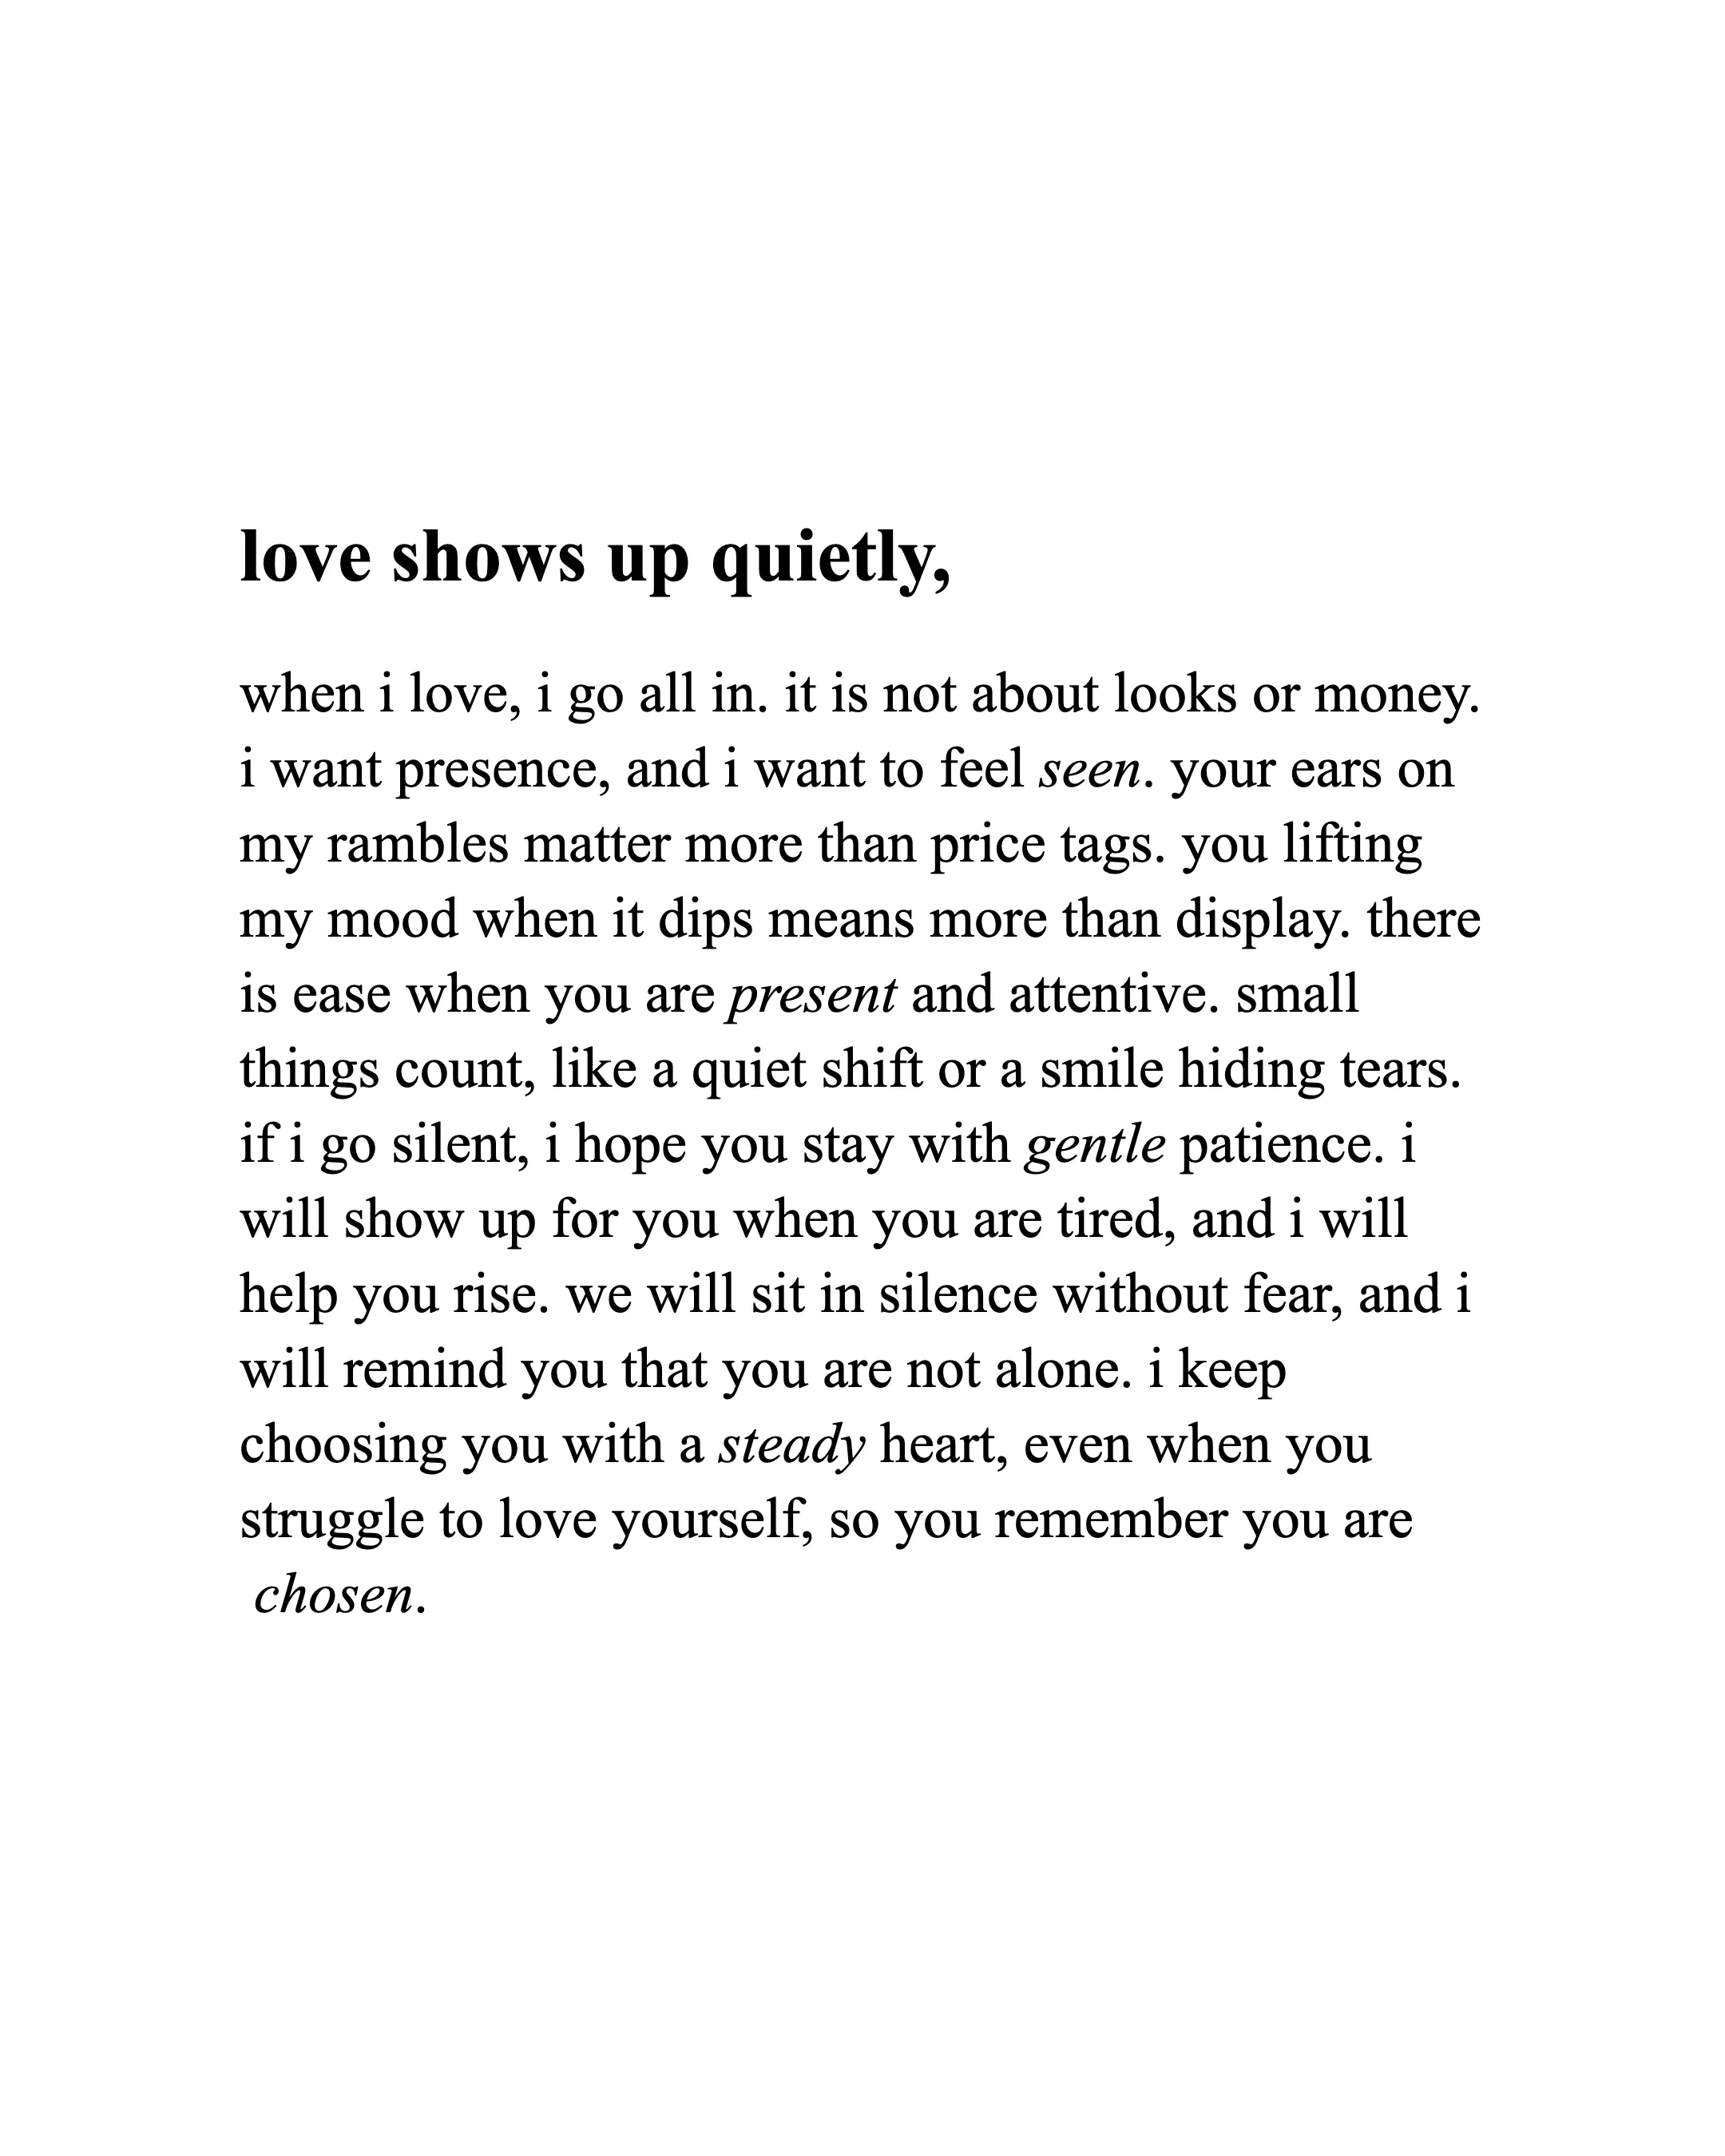 love shows up quietly,
when i love, i go all in. it is not about looks or money.
i want presence, and i want to feel seen. your ears on
my rambles matter more than price tags. you lifting
my mood when it dips means more than display. there
is ease when you are present and attentive. small
things count, like a quiet shift or a smile hiding tears.
if i go silent, i hope you stay with gentle patience. i
will show up for you when you are tired, and i will
help you rise. we will sit in silence without fear, and i
will remind you that you are not alone. i keep
choosing you with a steady heart, even when you
struggle to love yourself, so you remember you are
chosen.